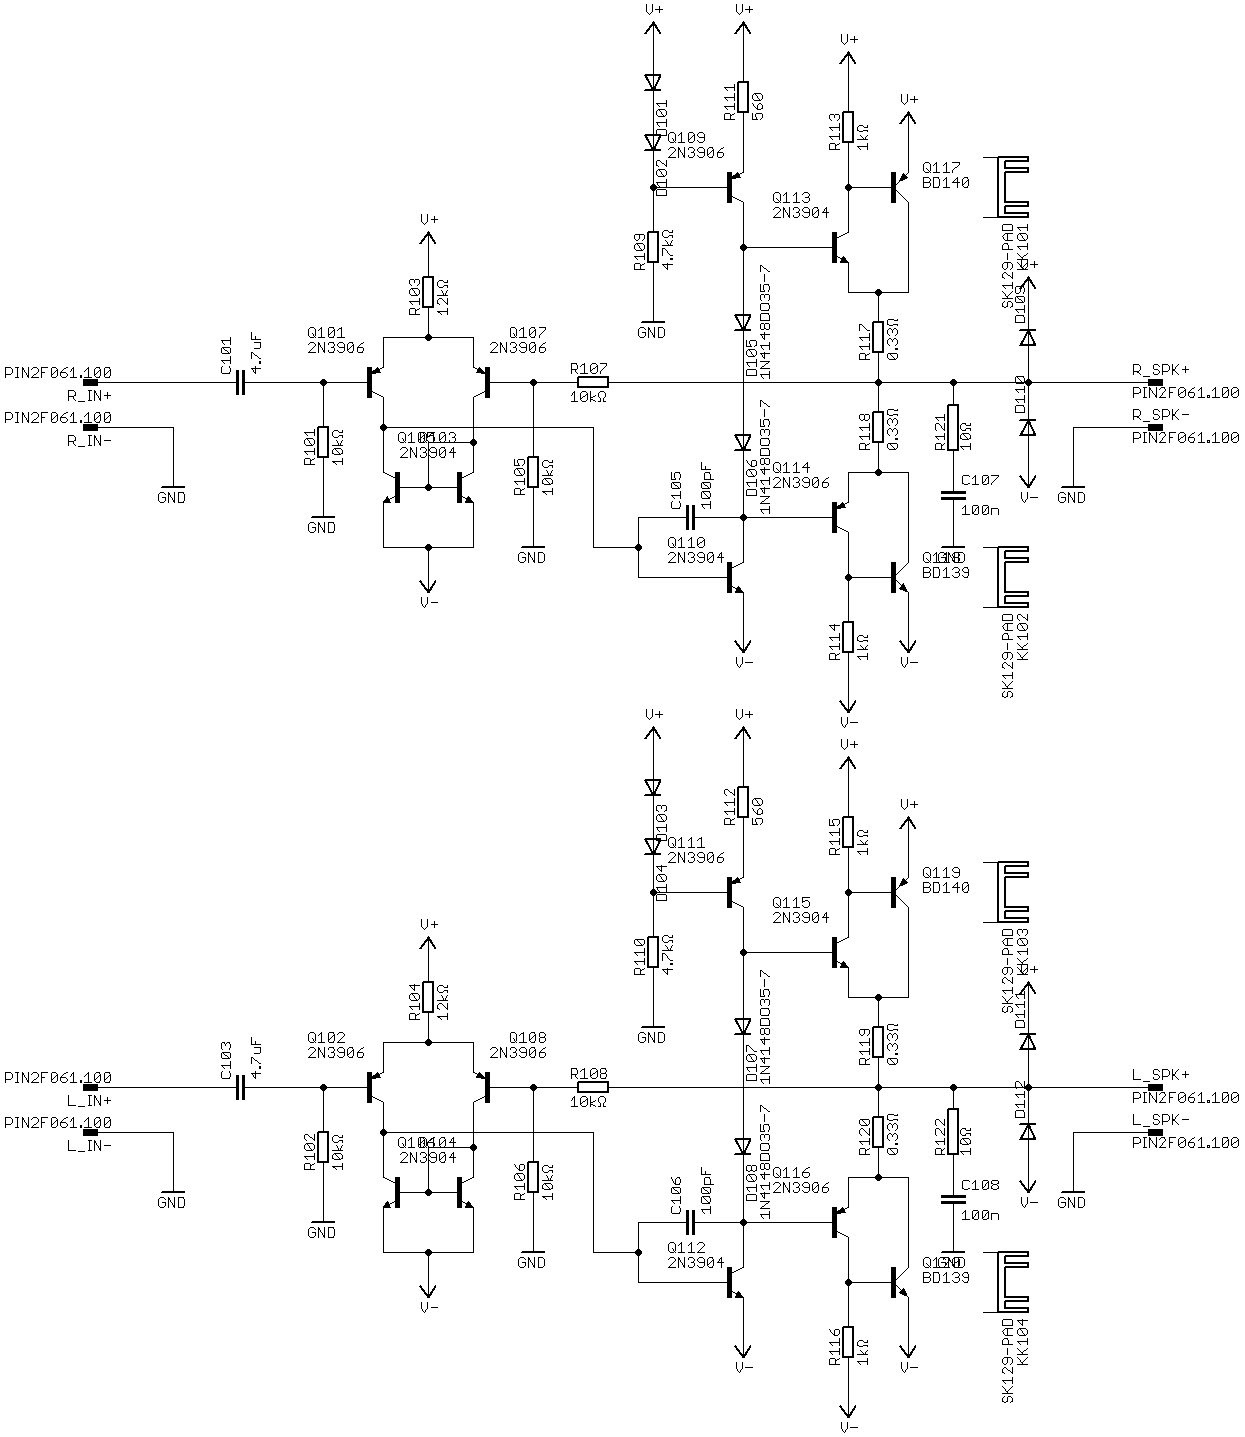 V+
V+
V+
V+
D101
R111
560
R113
1kΩ
Q109
2N3906
D102
Q117
BD140
Q113
2N3904
V+
R109
4.7kΩ
SK129-PAD
KK101
V+
R103
12kΩ
GND
D105
1N4148DO35-7
R117
0.33Ω
D109
Q101
2N3906
Q107
2N3906
C101
4.7uF
PIN2F061.100
R_IN+
R107
10kΩ
D110
R_SPK+
PIN2F061.100
PIN2F061.100
R_IN-
R101
10kΩ
2N3904
R105
10kΩ
D106
1N4148DO35-7
R118
0.33Ω
R121
10Ω
R_SPK-
PIN2F061.100
GND
GND
C105
100pF
Q114
2N3906
C107
100n
V-
GND
GND
Q110
2N3904
GND
Q118
BD139
V-
R114
1kΩ
SK129-PAD
KK102
V-
V-
V-
V+
V+
V+
V+
D103
R112
560
R115
1kΩ
Q111
2N3906
D104
Q119
BD140
Q115
2N3904
V+
R110
4.7kΩ
SK129-PAD
KK103
V+
R104
12kΩ
GND
D107
1N4148DO35-7
R119
0.33Ω
D111
Q102
2N3906
Q108
2N3906
C103
4.7uF
PIN2F061.100
L_IN+
R108
10kΩ
D112
L_SPK+
PIN2F061.100
PIN2F061.100
L_IN-
R102
10kΩ
2N3904
R106
10kΩ
D108
1N4148DO35-7
R120
0.33Ω
R122
10Ω
L_SPK-
PIN2F061.100
GND
GND
C106
100pF
Q116
2N3906
C108
100n
V-
GND
GND
Q112
2N3904
GND
Q120
BD139
V-
R116
1kΩ
SK129-PAD
KK104
V-
V-
V-